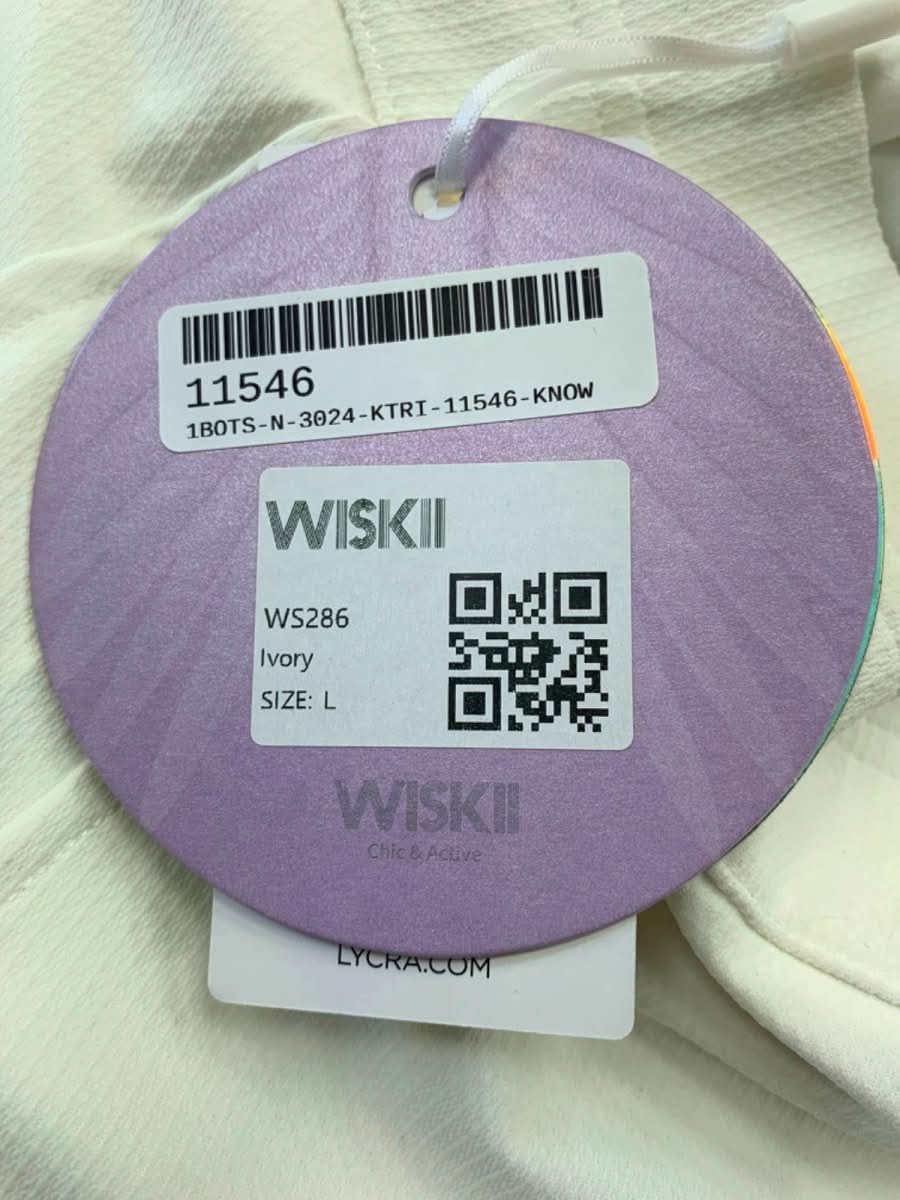 11546
1BOTS-N-3024-KTRI-11546-KNOW
WISKII
WS286
Ivory
SIZE: L
WISKII
Chic & Active
LYCRA.COM